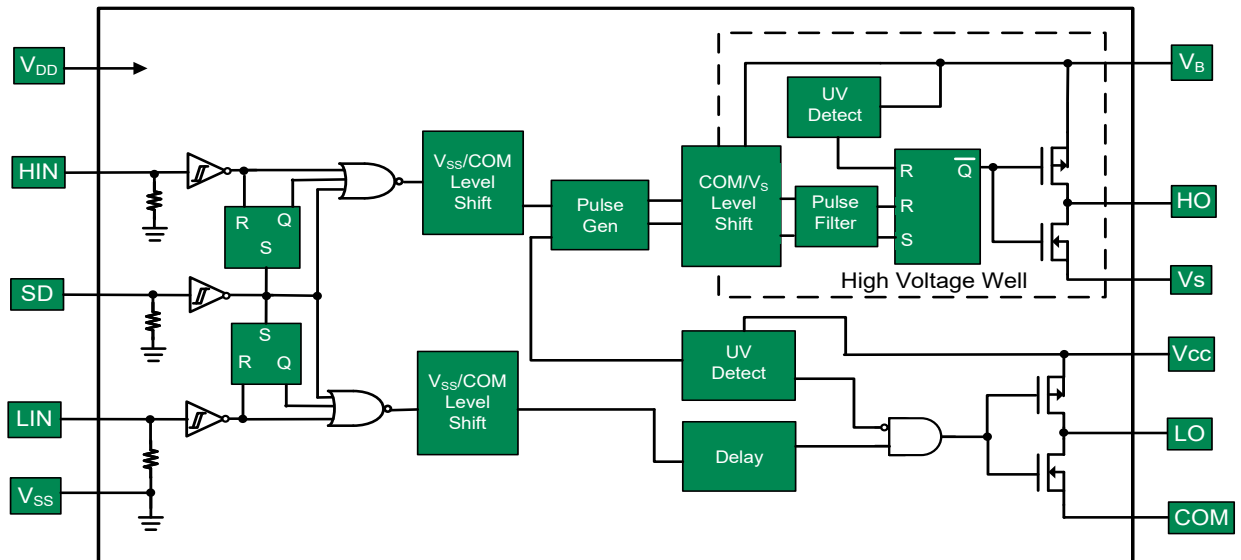 VDD
HIN
SD
LIN
VSS
R Q
S
S
R Q
VSS/COM
Level
Shift
VSS/COM
Level
Shift
Pulse
Gen
COM/VS
Level
Shift
UV
Detect
Pulse
Filter
R Q
R
S
High Voltage Well
UV
Detect
Delay
VB
HO
Vs
Vcc
LO
COM